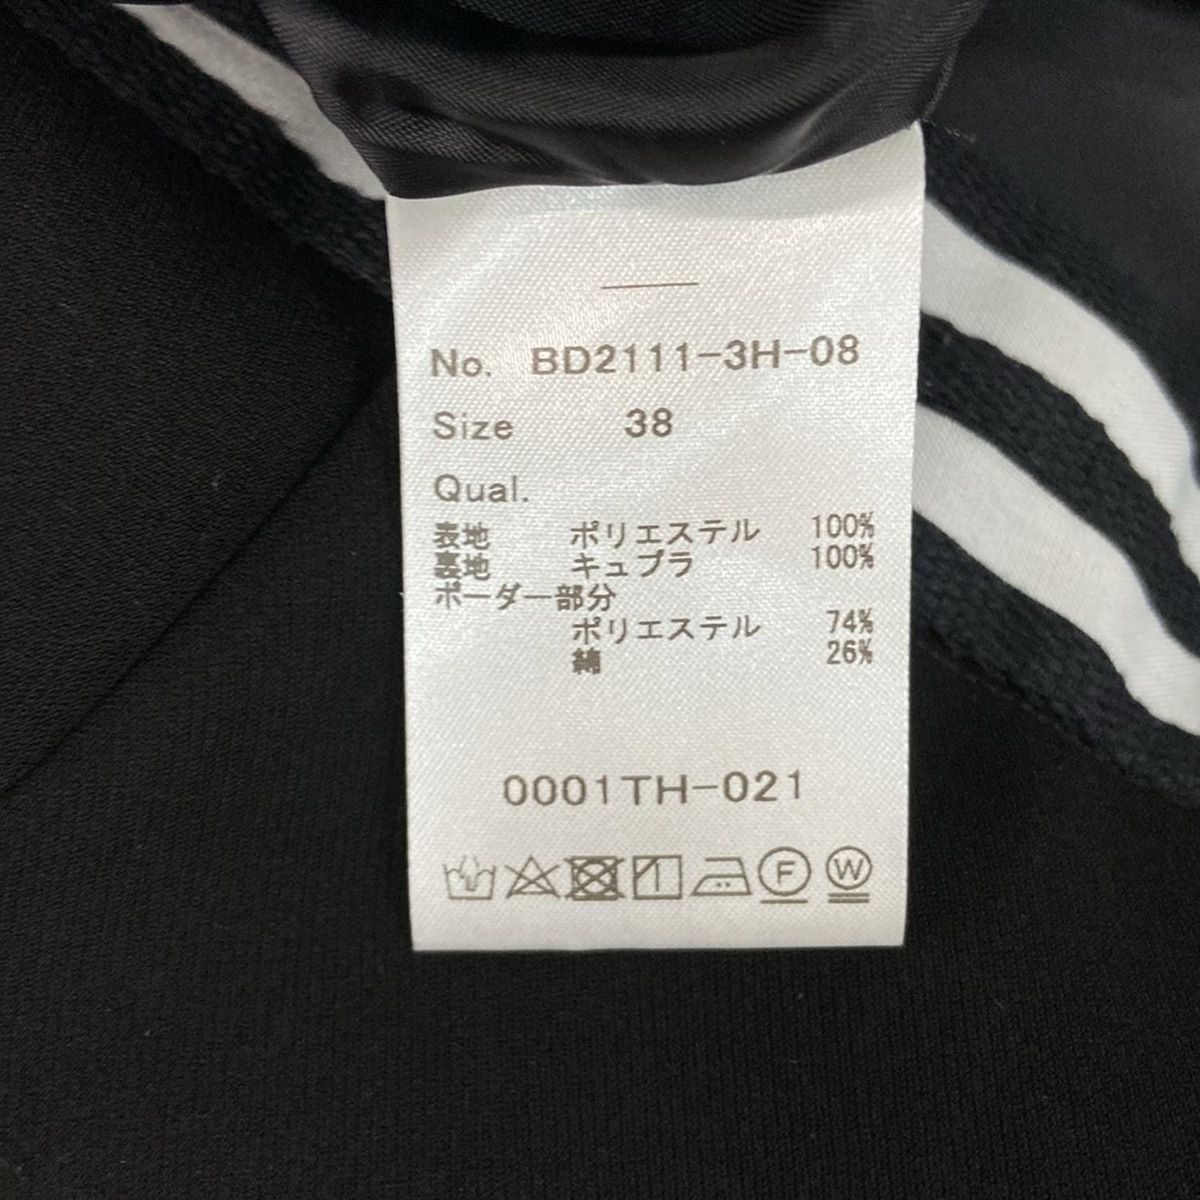 No. BD2111-3H-08
Size 38
Qual.
表地 ポリエステル 100%
裏地 キュプラ 100%
ボーダー部分
ポリエステル 74%
綿 26%
0001TH-021
F W